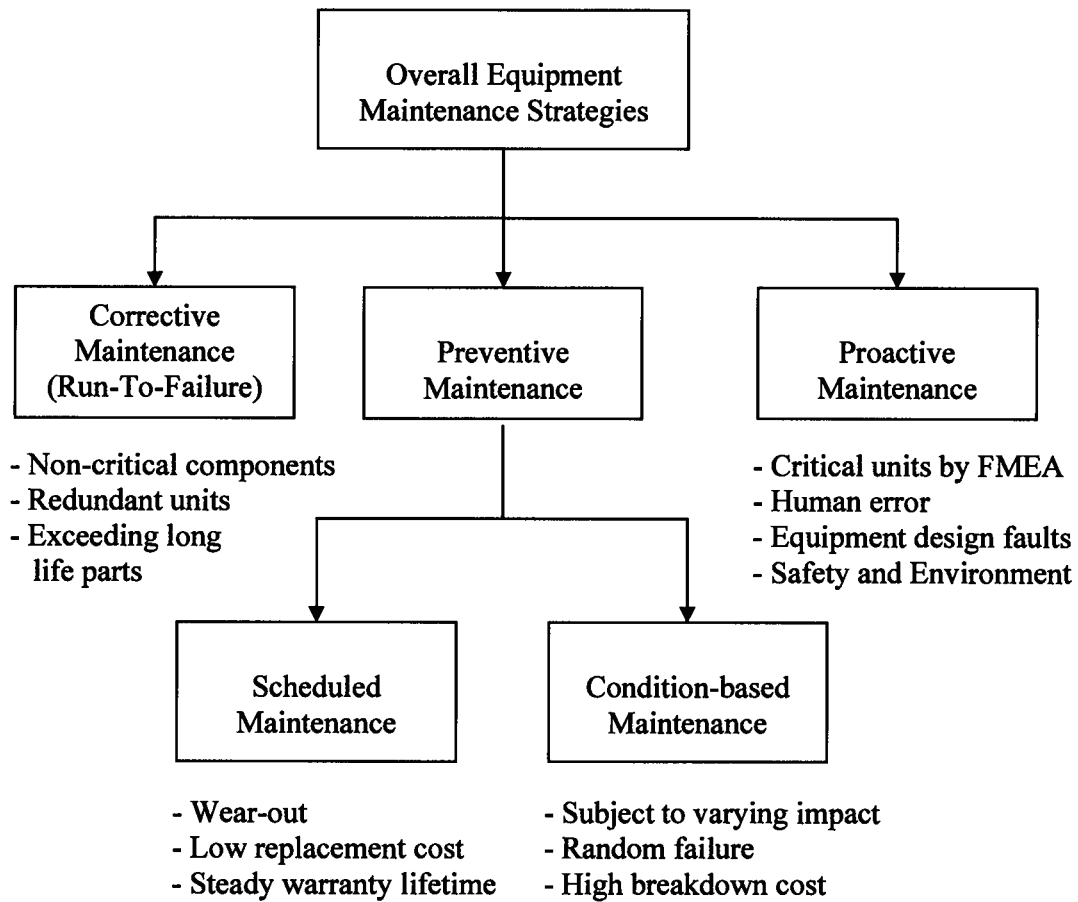 Overall Equipment
Maintenance Strategies
Corrective
Maintenance
(Run-To-Failure)
Preventive
Maintenance
Proactive
Maintenance
- Non-critical components
- Redundant units
- Exceeding long
life parts
- Critical units by FMEA
- Human error
- Equipment design faults
- Safety and Environment
Scheduled
Maintenance
Condition-based
Maintenance
- Wear-out
- Low replacement cost
- Steady warranty lifetime
- Subject to varying impact
- Random failure
- High breakdown cost